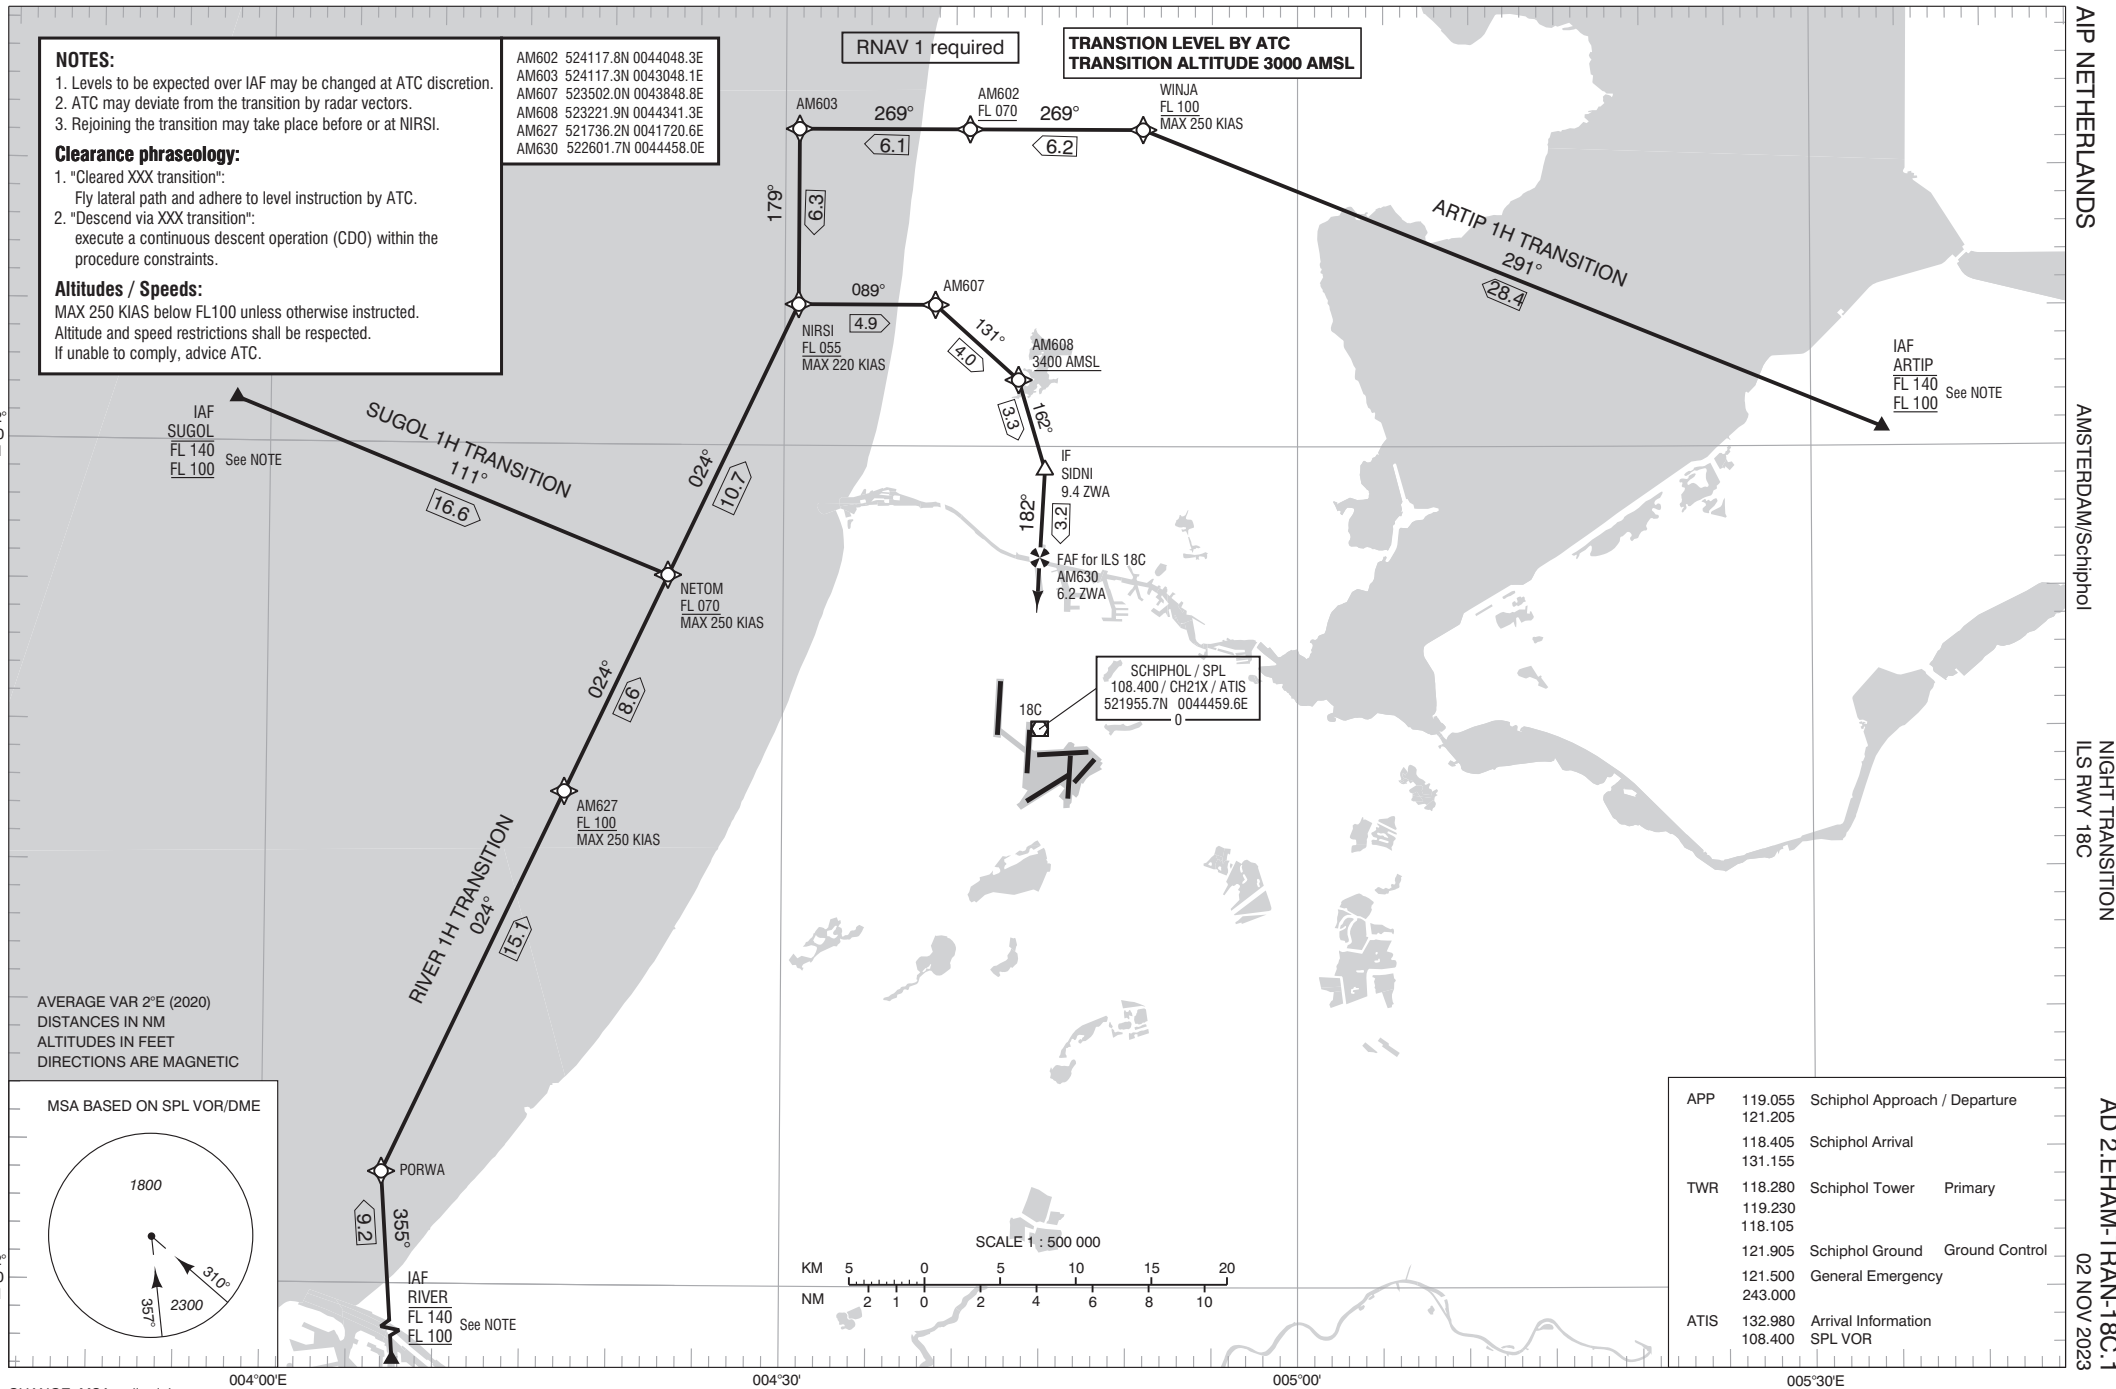 NOTES:
1. Levels to be expected over IAF may be changed at ATC discretion.
2. ATC may deviate from the transition by radar vectors.
3. Rejoining the transition may take place before or at NIRSI.
Clearance phraseology:
1. "Cleared XXX transition":
Fly lateral path and adhere to level instruction by ATC.
2. "Descend via XXX transition":
execute a continuous descent operation (CDO) within the
procedure constraints.
Altitudes / Speeds:
MAX 250 KIAS below FL100 unless otherwise instructed.
Altitude and speed restrictions shall be respected.
If unable to comply, advice ATC.
AM602 524117.8N 0044048.3E
AM603 524117.3N 0043048.1E
AM607 523502.0N 0043848.8E
AM608 523221.9N 0044341.3E
AM627 521736.2N 0041720.6E
AM630 522601.7N 0044458.0E
RNAV 1 required
TRANSTION LEVEL BY ATC
TRANSITION ALTITUDE 3000 AMSL
AM603
269°
6.1
AM602
FL 070
269°
6.2
WINJA
FL 100
MAX 250 KIAS
179°
6.3
ARTIP 1H TRANSITION
291°
28.4
IAF
ARTIP
FL 140
FL 100
See NOTE
NIRSI
FL 055
MAX 220 KIAS
089°
4.9
AM607
131°
4.0
AM608
3400 AMSL
162°
3.3
IF
SIDNI
9.4 ZWA
182°
3.2
FAF for ILS 18C
AM630
6.2 ZWA
IAF
SUGOL
FL 140
FL 100
See NOTE
SUGOL 1H TRANSITION
111°
16.6
024°
10.7
NETOM
FL 070
MAX 250 KIAS
024°
8.6
SCHIPHOL / SPL
108.400 / CH21X / ATIS
521955.7N 0044459.6E
0
18C
AM627
FL 100
MAX 250 KIAS
RIVER 1H TRANSITION
024°
15.1
PORWA
355°
9.2
IAF
RIVER
FL 140
FL 100
See NOTE
AVERAGE VAR 2°E (2020)
DISTANCES IN NM
ALTITUDES IN FEET
DIRECTIONS ARE MAGNETIC
MSA BASED ON SPL VOR/DME
1800
310°
357°
2300
SCALE 1 : 500 000
KM 5 0 5 10 15 20
NM 2 1 0 2 4 6 8 10
APP 119.055 Schiphol Approach / Departure
121.205
118.405 Schiphol Arrival
131.155
TWR 118.280 Schiphol Tower Primary
119.230
118.105
121.905 Schiphol Ground Ground Control
121.500 General Emergency
243.000
ATIS 132.980 Arrival Information
108.400 SPL VOR
004°00'E
004°30'
005°00'
005°30'E
AIP NETHERLANDS
AMSTERDAM/Schiphol
NIGHT TRANSITION
ILS RWY 18C
AD 2.EHAM-TRAN-18C.1
02 NOV 2023